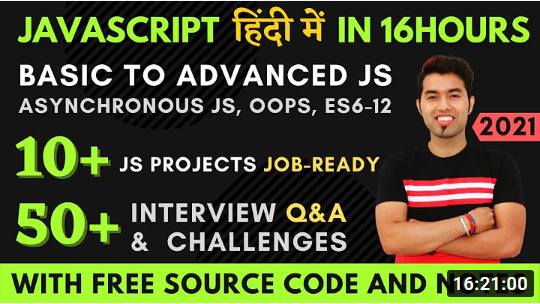 JAVASCRIPT हिंदी में IN 16HOURS
BASIC TO ADVANCED JS
ASYNCHRONOUS JS, OOPS, ES6-12
2021
10+ JS PROJECTS JOB-READY
50+ INTERVIEW Q&A
& CHALLENGES
WITH FREE SOURCE CODE AND
16:21:00